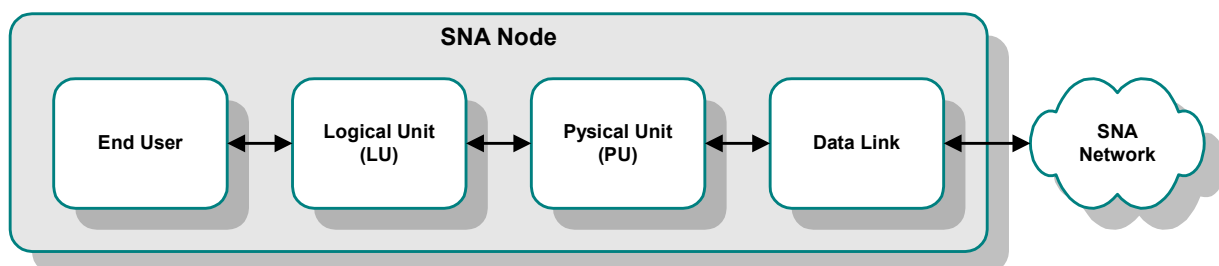 SNA Node
End User
Logical Unit
(LU)
Pysical Unit
(PU)
Data Link
SNA
Network